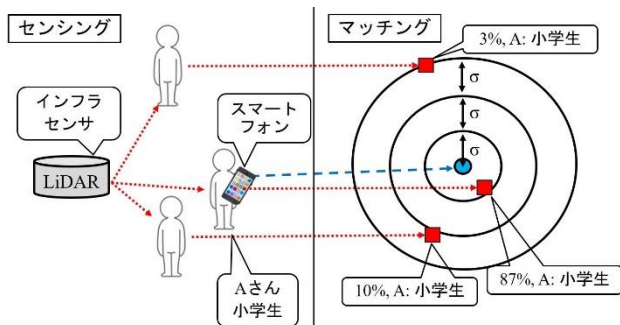 センシング
インフラ
センサ
LiDAR
スマート
フォン
Aさん
小学生
マッチング
3%, A: 小学生
σ
σ
σ
10%, A: 小学生
87%, A: 小学生